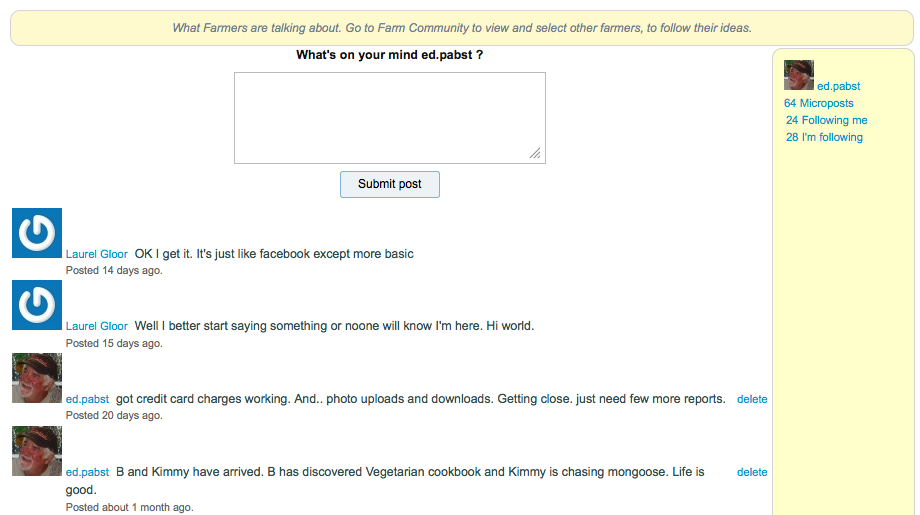 What Farmers are talking about. Go to Farm Community to view and select other farmers, to follow their ideas.
What's on your mind ed.pabst ?
Submit post
ed.pabst
64 Microposts
24 Following me
28 I'm following
Laurel Gloor OK I get it. It's just like facebook except more basic
Posted 14 days ago.
Laurel Gloor Well I better start saying something or noone will know I'm here. Hi world.
Posted 15 days ago.
ed.pabst got credit card charges working. And.. photo uploads and downloads. Getting close. just need few more reports. delete
Posted 20 days ago.
ed.pabst B and Kimmy have arrived. B has discovered Vegetarian cookbook and Kimmy is chasing mongoose. Life is delete
good.
Posted about 1 month ago.